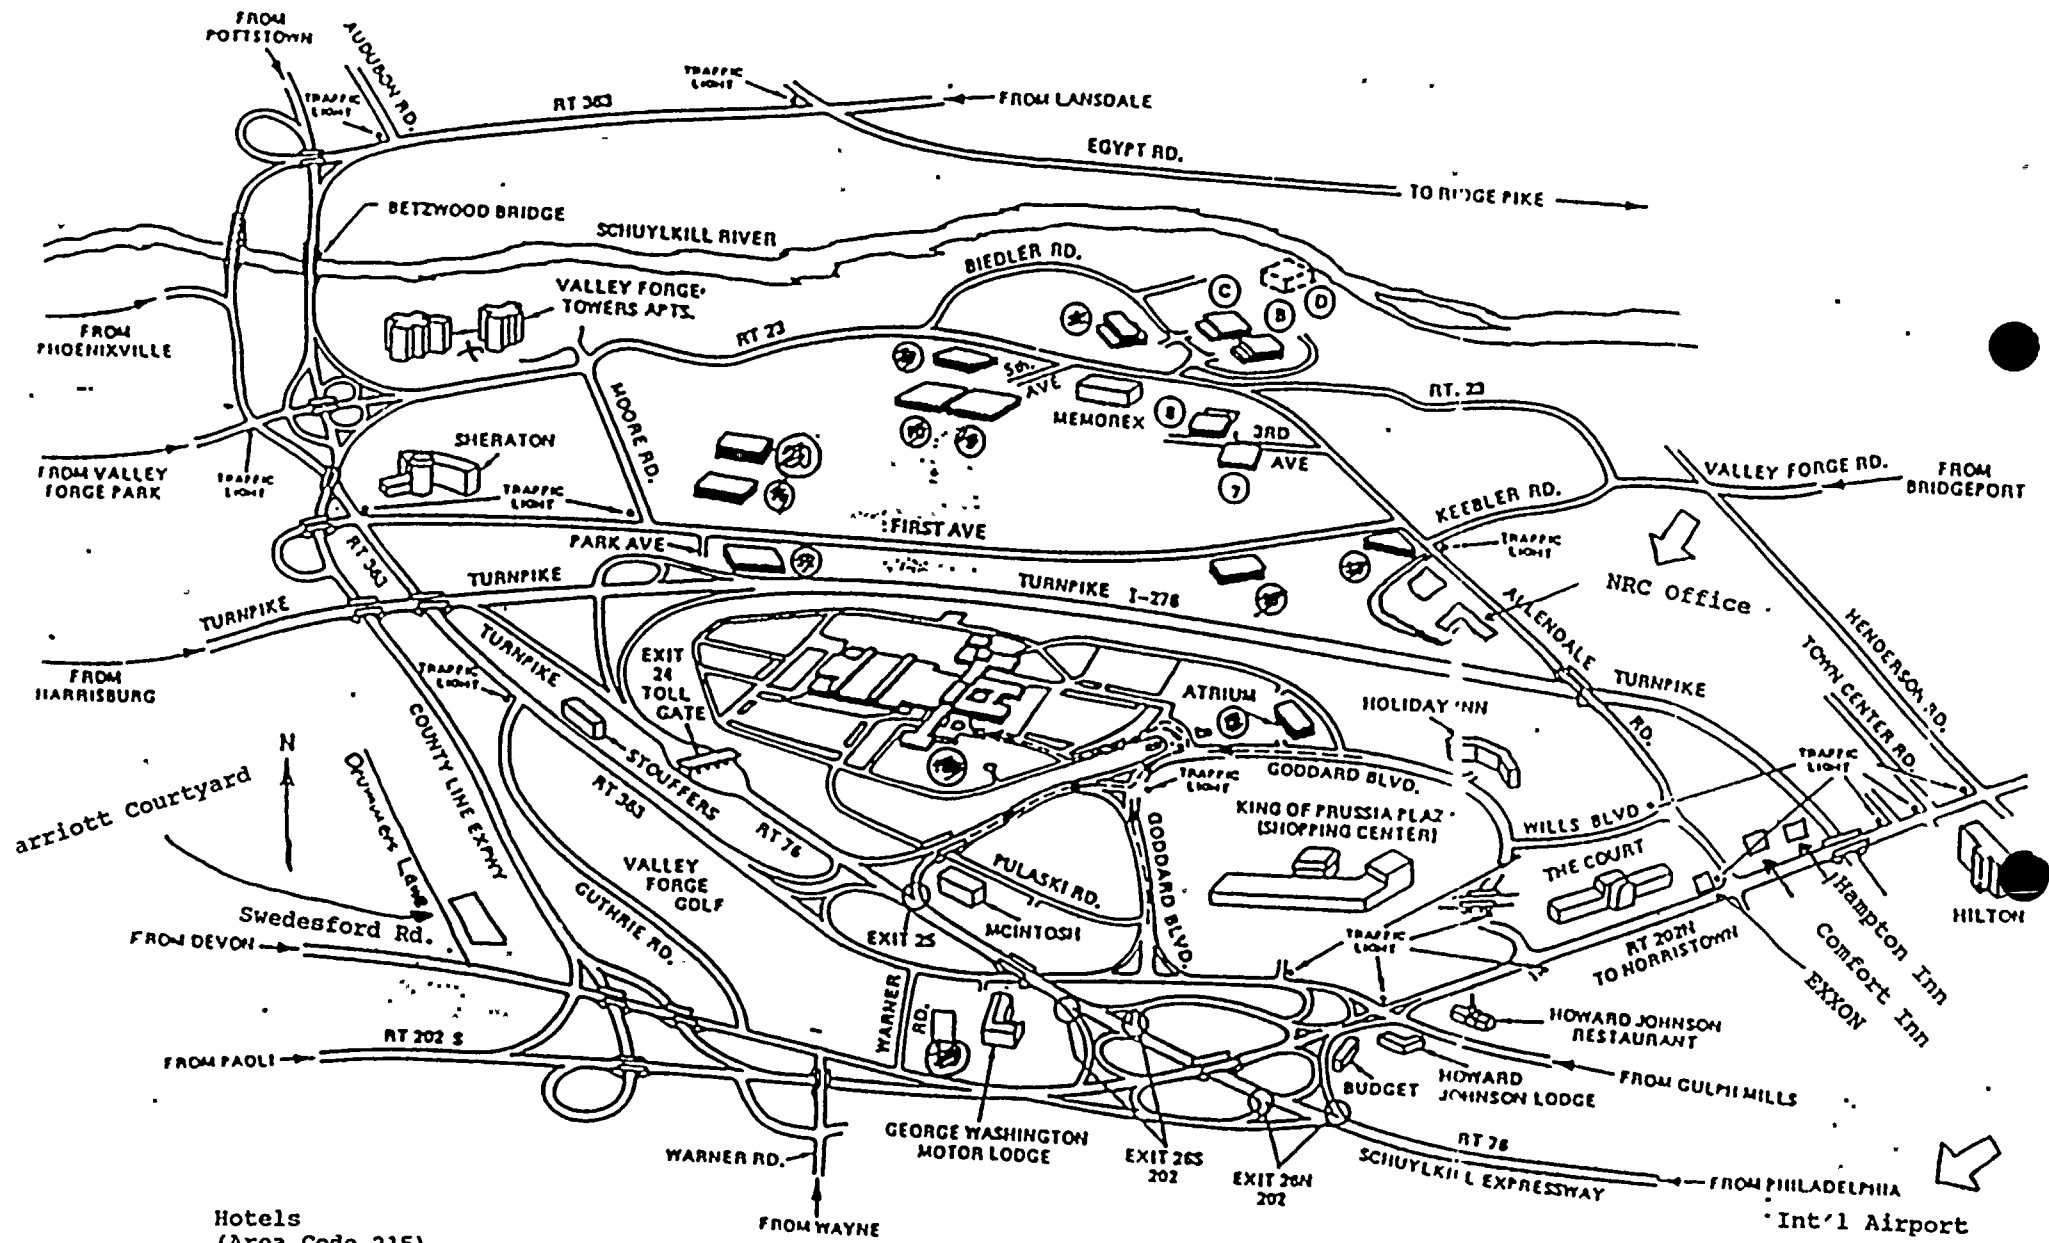 FROM
POTTSTOWN
AUDUBON RD.
TRAFFIC
LIGHT
RT 363
TRAFFIC
LIGHT
FROM LANSDALE
EGYPT RD.
TO RIDGE PIKE
BETZWOOD BRIDGE
SCHUYLKILL RIVER
BIEDLER RD.
VALLEY FORGE
TOWERS APTS.
C
D
B
FROM
PHOENIXVILLE
RT 23
5th
AVE
MEMOREX
8
3RD
AVE
7
RT. 23
MOORE RD.
SHERATON
FROM VALLEY
FORGE PARK
TRAFFIC
LIGHT
TRAFFIC
LIGHT
VALLEY FORGE RD.
FROM
BRIDGEPORT
KEEBLER RD.
FIRST AVE
PARK AVE
TRAFFIC
LIGHT
NRC Office
RT 363
TURNPIKE
TURNPIKE I-276
TURNPIKE
ALLENDALE
RD.
HENDERSON RD.
TOWN CENTER RD.
FROM
HARRISBURG
TURNPIKE
TRAFFIC
LIGHT
EXIT
24
TOLL
GATE
ATRIUM
HOLIDAY INN
TURNPIKE
COUNTY LINE EXPWY
N
STOUFFERS
RT 363
RT 76
GODDARD BLVD.
TRAFFIC
LIGHT
TRAFFIC
LIGHT
arriott Courtyard
Drummers Lane
KING OF PRUSSIA PLAZ
(SHOPPING CENTER)
WILLS BLVD
THE COURT
VALLEY
FORGE
GOLF
GUTHRIE RD.
PULASKI RD.
GODDARD BLVD.
MCINTOSH
EXIT 25
Swedesford Rd.
FROM DEVON
TRAFFIC
LIGHT
RT 202N
TO NORRISTOWN
HILTON
Hampton Inn
Comfort Inn
EXXON
WARNER
RD.
RT 202 S
FROM PAOLI
HOWARD JOHNSON
RESTAURANT
BUDGET
HOWARD
JOHNSON LODGE
FROM GULPH MILLS
GEORGE WASHINGTON
MOTOR LODGE
EXIT 26S
202
EXIT 26N
202
RT 76
SCHUYLKILL EXPRESSWAY
WARNER RD.
FROM PHILADELPHIA
Int'l Airport
FROM WAYNE
Hotels
(Area Code 215)